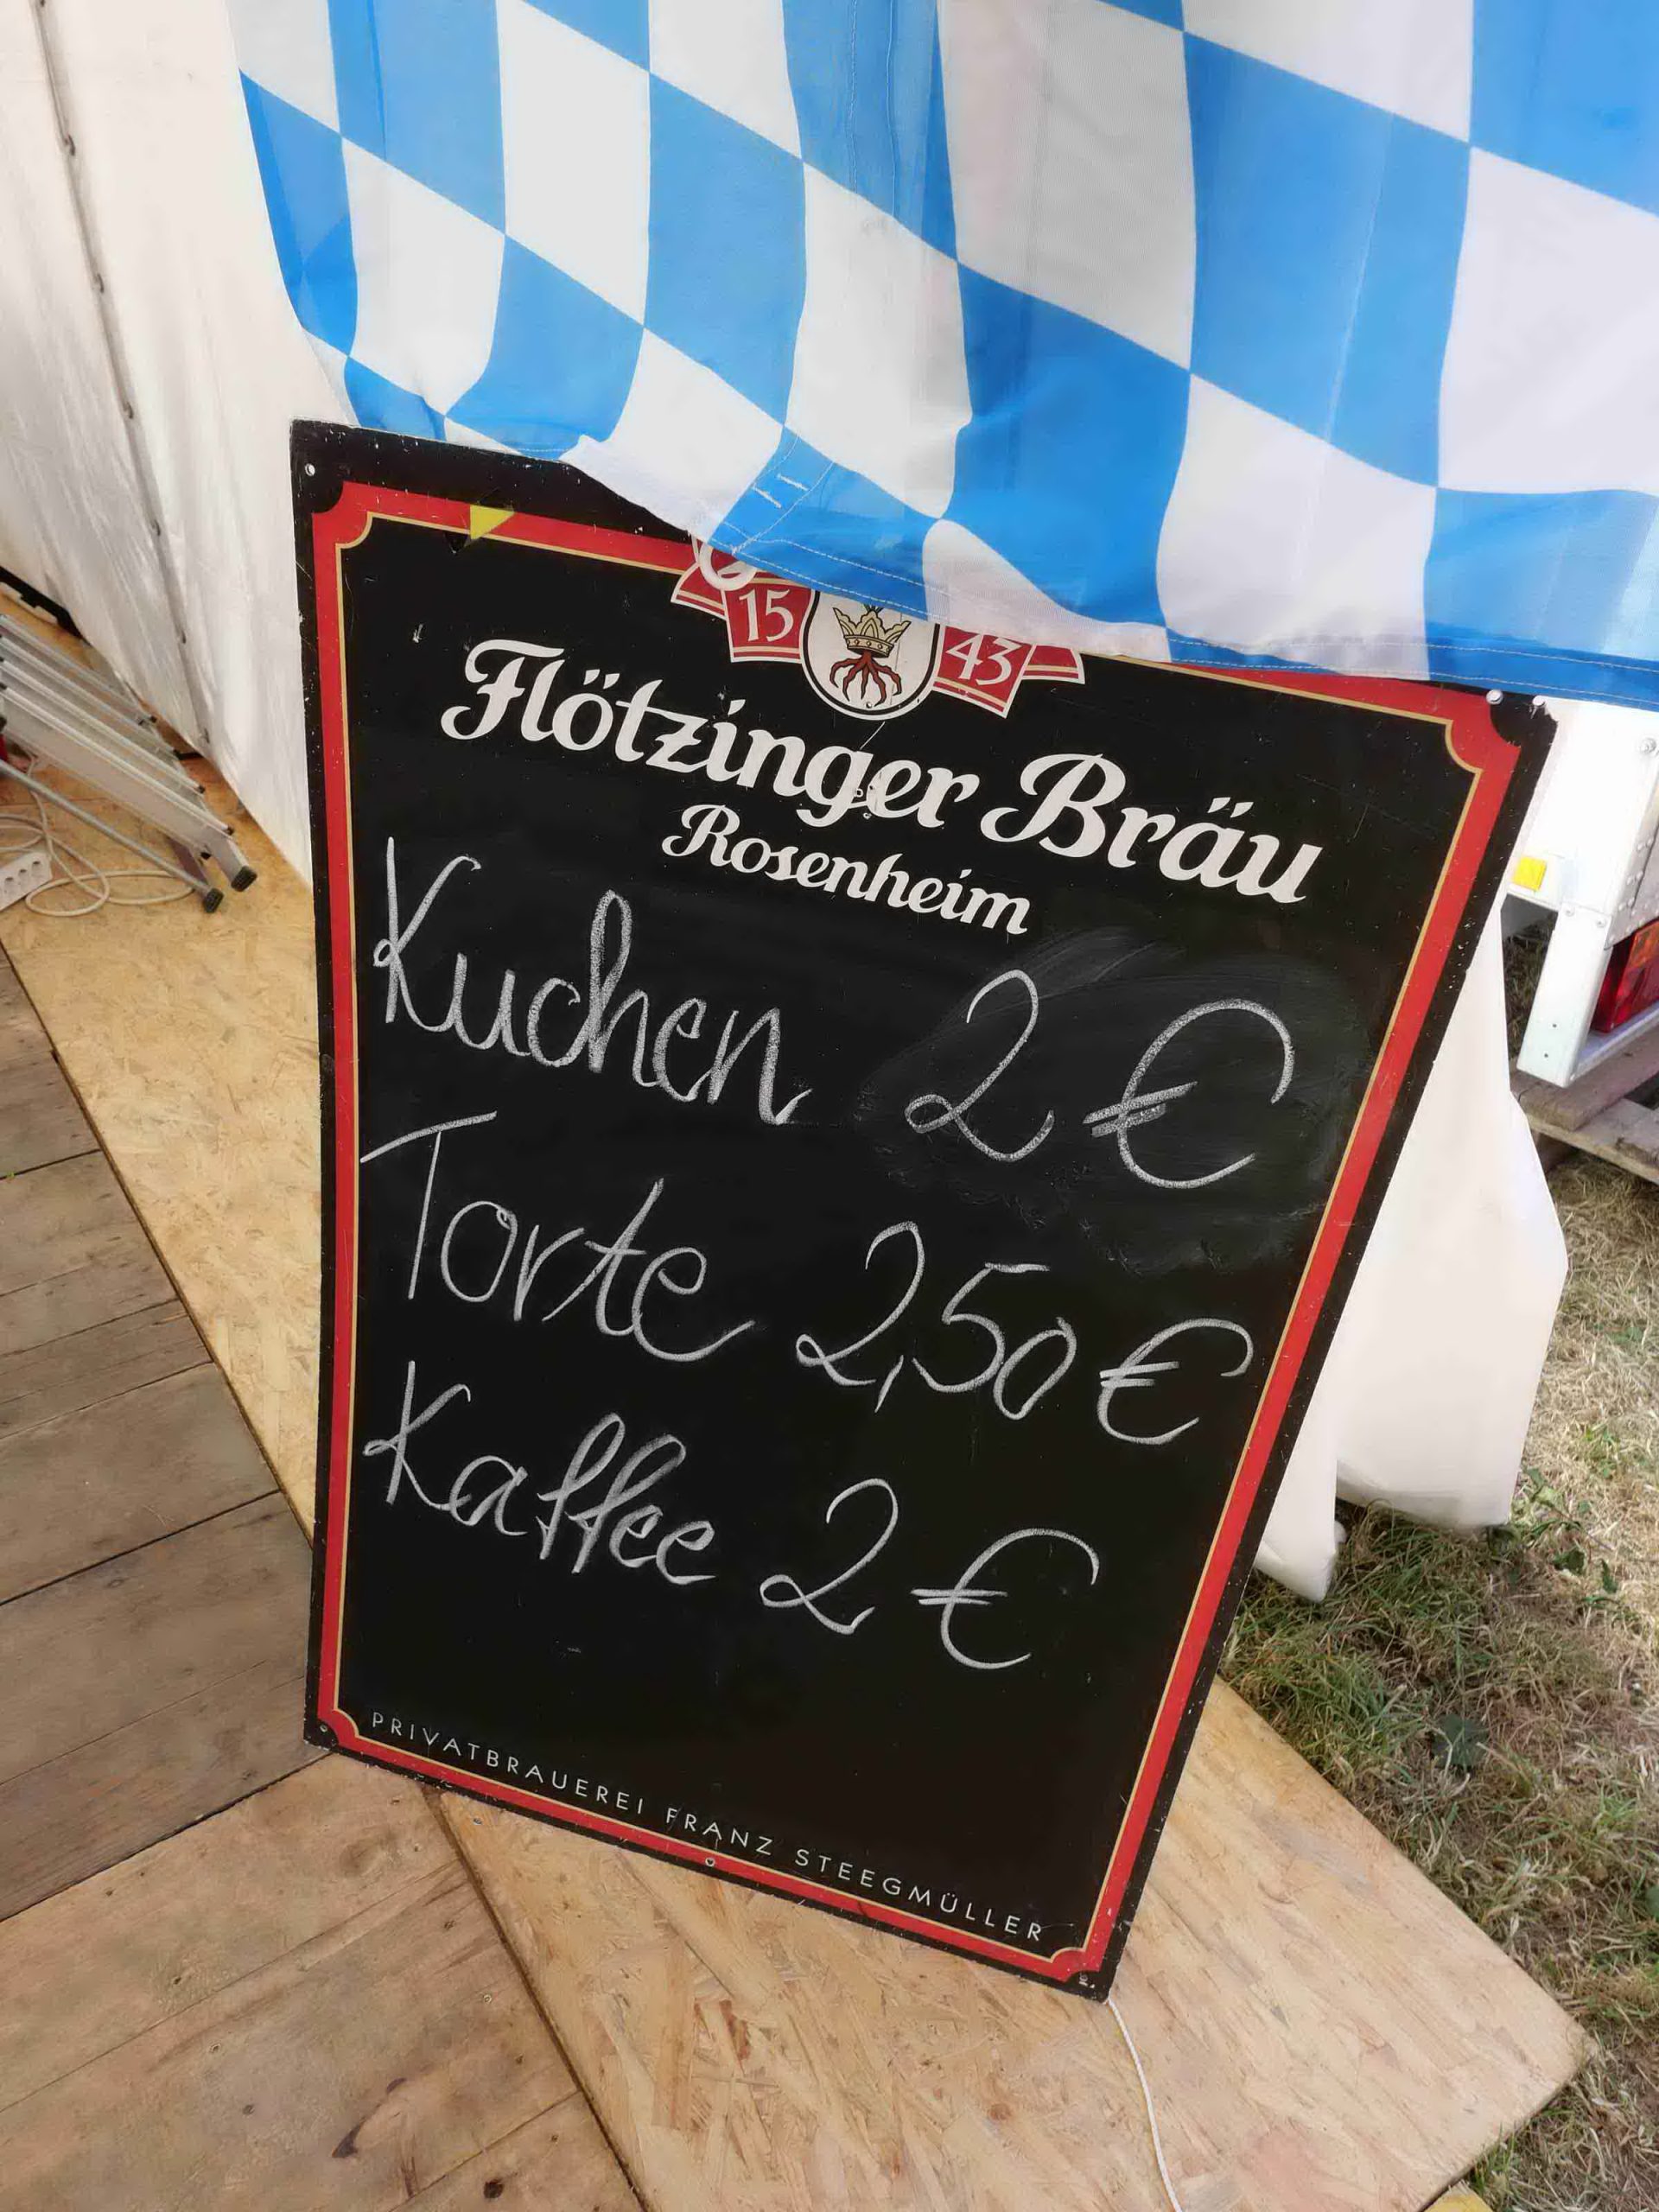 15 43
Flötzinger Bräu
Rosenheim
Kuchen 2 €
Torte 2,50 €
Kaffee 2 €
PRIVATBRAUEREI FRANZ STEEGMÜLLER